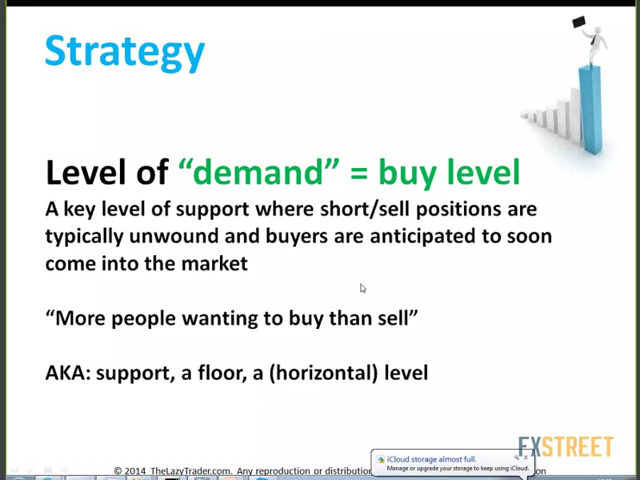 Strategy
Level of “demand” = buy level
A key level of support where short/sell positions are
typically unwound and buyers are anticipated to soon
come into the market
“More people wanting to buy than sell”
AKA: support, a floor, a (horizontal) level
FXSTREET
iCloud storage almost full.
Manage or upgrade your storage to keep using iCloud.
© 2014 TheLazyTrader.com. Any reproduction or distribution